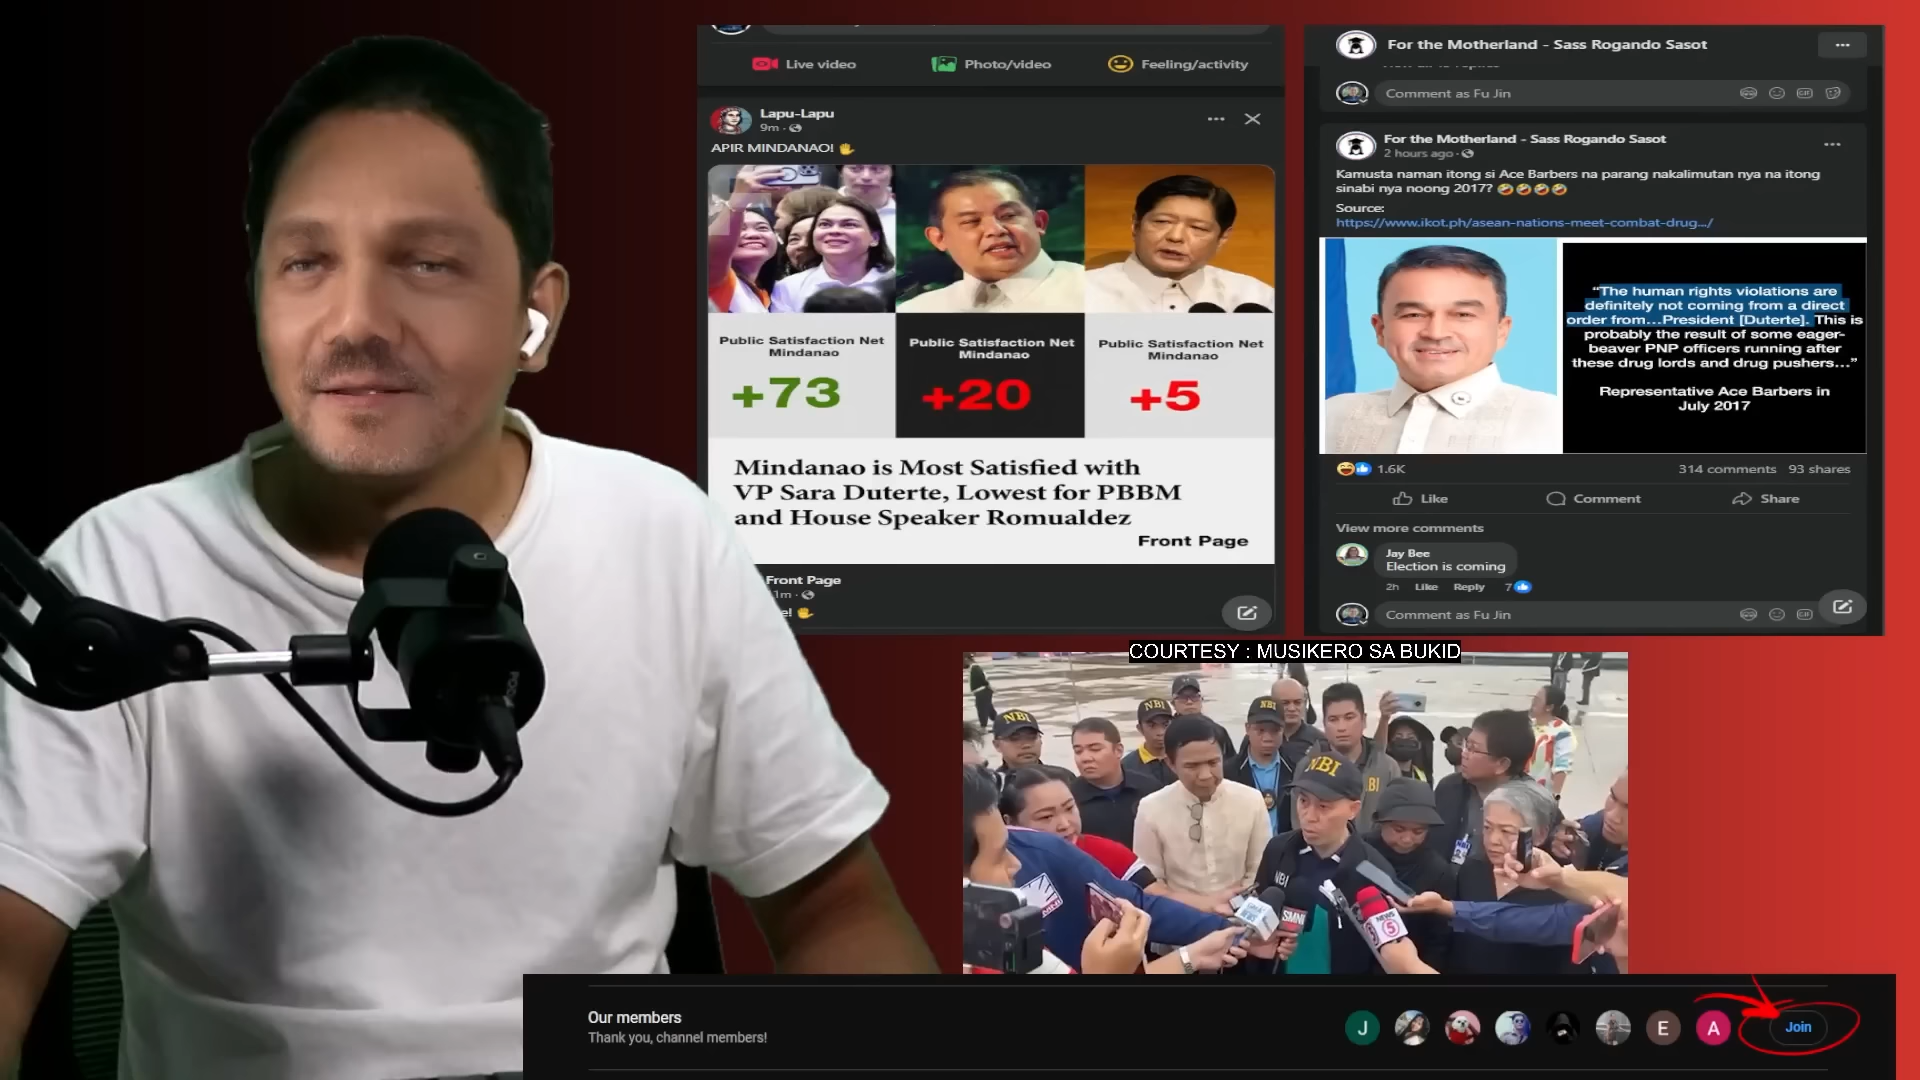 Live video
Photo/video
Feeling/activity
Lapu-Lapu
9m
APIR MINDANAO!
Public Satisfaction Net
Mindanao
+73
Public Satisfaction Net
Mindanao
+20
Public Satisfaction Net
Mindanao
+5
Mindanao is Most Satisfied with
VP Sara Duterte, Lowest for PBBM
and House Speaker Romualdez
Front Page
Front Page
For the Motherland - Sass Rogando Sasot
Comment as Fu Jin
For the Motherland - Sass Rogando Sasot
2 hours ago
Kamusta naman itong si Ace Barbers na parang nakalimutan nya na itong
sinabi nya noong 2017?
Source:
https://www.ikot.ph/asean-nations-meet-combat-drug.../
“The human rights violations are
definitely not coming from a direct
order from...President [Duterte]. This is
probably the result of some eager-
beaver PNP officers running after
these drug lords and drug pushers...”
Representative Ace Barbers in
July 2017
1.6K
314 comments 93 shares
Like
Comment
Share
View more comments
Jay Bee
Election is coming
2h Like Reply 7
Comment as Fu Jin
COURTESY : MUSIKERO SA BUKID
NBI
NBI
NBI
NBI
BI
NBI
SMNI
NEWS
5
Our members
Thank you, channel members!
J
E
A
Join